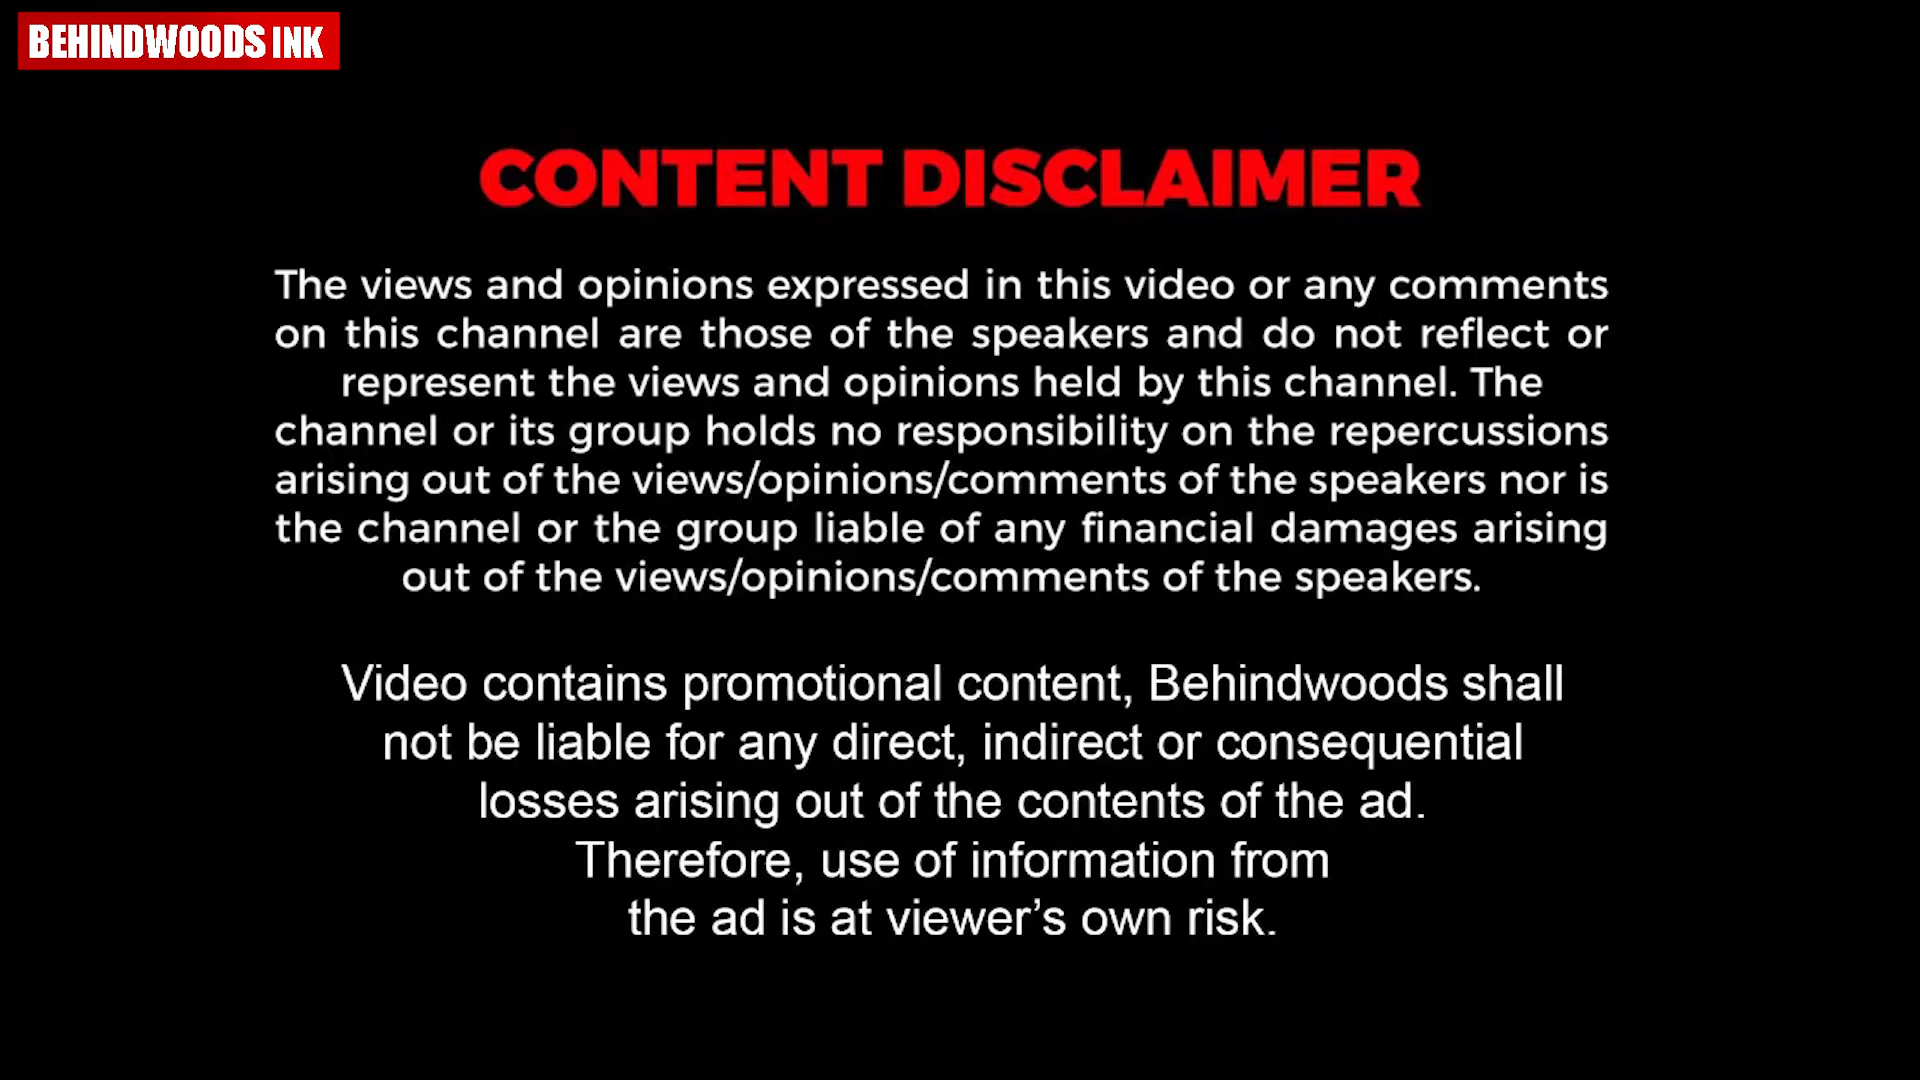 BEHINDWOODS INK
CONTENT DISCLAIMER
The views and opinions expressed in this video or any comments
on this channel are those of the speakers and do not reflect or
represent the views and opinions held by this channel. The
channel or its group holds no responsibility on the repercussions
arising out of the views/opinions/comments of the speakers nor is
the channel or the group liable of any financial damages arising
out of the views/opinions/comments of the speakers.
Video contains promotional content, Behindwoods shall
not be liable for any direct, indirect or consequential
losses arising out of the contents of the ad.
Therefore, use of information from
the ad is at viewer’s own risk.